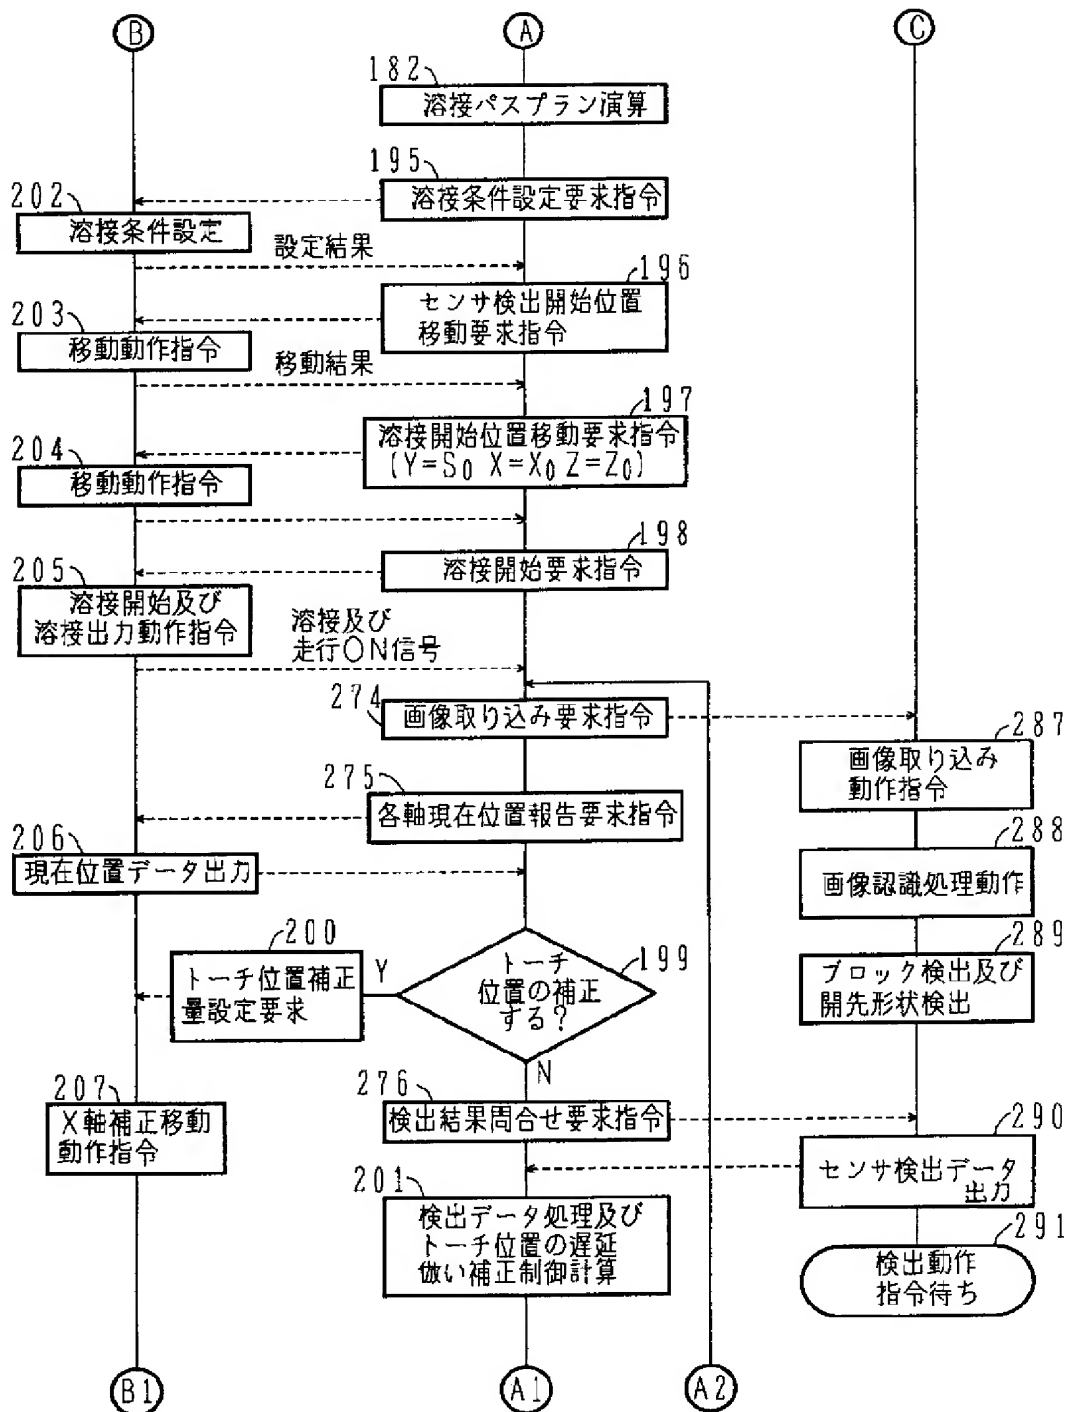 B
A
C
182
溶接パスプラン演算
195
溶接条件設定要求指令
202
溶接条件設定
設定結果
196
センサ検出開始位置
移動要求指令
203
移動動作指令
移動結果
197
溶接開始位置移動要求指令
(Y=S0 X=X0 Z=Z0)
204
移動動作指令
198
溶接開始要求指令
205
溶接開始及び
溶接出力動作指令
溶接及び
走行ON信号
274
画像取り込み要求指令
287
画像取り込み
動作指令
275
各軸現在位置報告要求指令
206
現在位置データ出力
288
画像認識処理動作
200
トーチ位置補正
量設定要求
Y
199
トーチ
位置の補正
する?
N
289
ブロック検出及び
開先形状検出
207
X軸補正移動
動作指令
276
検出結果問合せ要求指令
290
センサ検出データ
出力
201
検出データ処理及び
トーチ位置の遅延
倣い補正制御計算
291
検出動作
指令待ち
B1
A1
A2